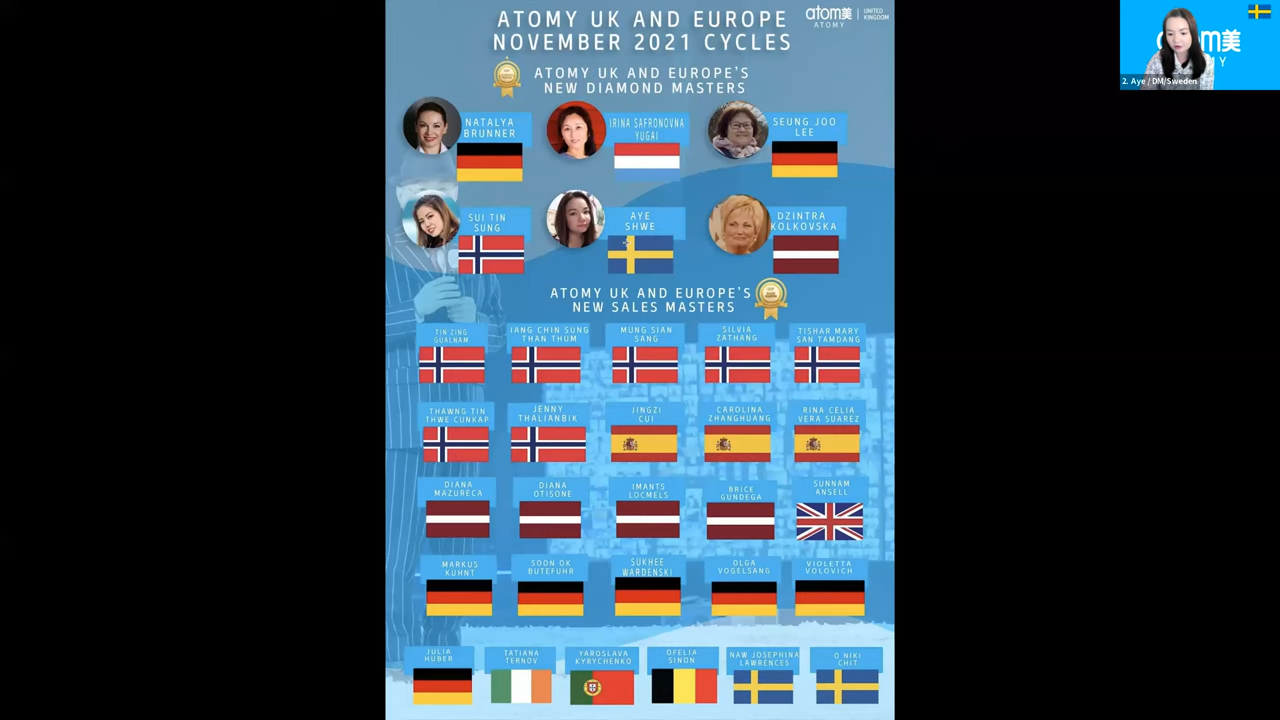 ATOMY UK AND EUROPE
NOVEMBER 2021 CYCLES
atom美
ATOMY
UNITED
KINGDOM
ATOMY UK AND EUROPE'S
NEW DIAMOND MASTERS
NATALYA
BRUNNER
IRINA SAFRONOVNA
YUGAI
SEUNG JOO
LEE
SUI TIN
SUNG
AYE
SHWE
DZINTRA
KOLKOVSKA
ATOMY UK AND EUROPE'S
NEW SALES MASTERS
TIN ZING
GUALNAM
IANG CHIN SUNG
THAN THUM
MUNG SIAN
SANG
SILVIA
ZATHANG
TISHAR MARY
SAN TAMDANG
THAWNG TIN
THWE CUNKAP
JENNY
THALIANBIK
JINGZI
CUI
CAROLINA
ZHANGHUANG
RINA CELIA
VERA SUAREZ
DIANA
MAZURECA
DIANA
OTISONE
IMANTS
LOCMELS
BRICE
GUNDEGA
SUNNAM
ANSELL
MARKUS
KUHNT
SOON OK
BUTEFUHR
SUKHEE
WARDENSKI
OLGA
VOGELSANG
VIOLETTA
VOLOVICH
JULIA
HUBER
TATIANA
TERNOV
YAROSLAVA
KYRYCHENKO
OFELIA
SINON
NAW JOSEPHINA
LAWRENCES
O NIKI
CHIT
2. Aye / DM/Sweden